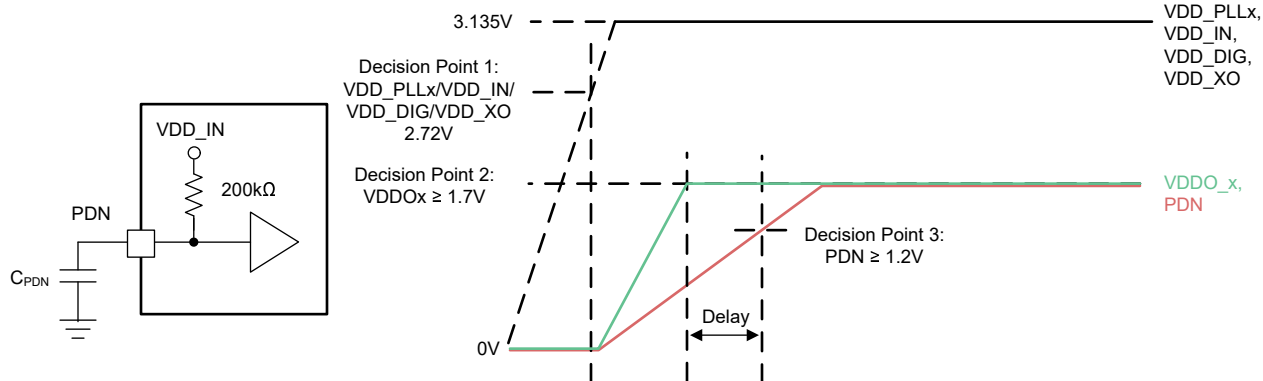 VDD_IN
200kΩ
PDN
CPDN
3.135V
Decision Point 1:
VDD_PLLx/VDD_IN/
VDD_DIG/VDD_XO
2.72V
Decision Point 2:
VDDOx ≥ 1.7V
0V
Delay
Decision Point 3:
PDN ≥ 1.2V
VDD_PLLx,
VDD_IN,
VDD_DIG,
VDD_XO
VDDO_x,
PDN